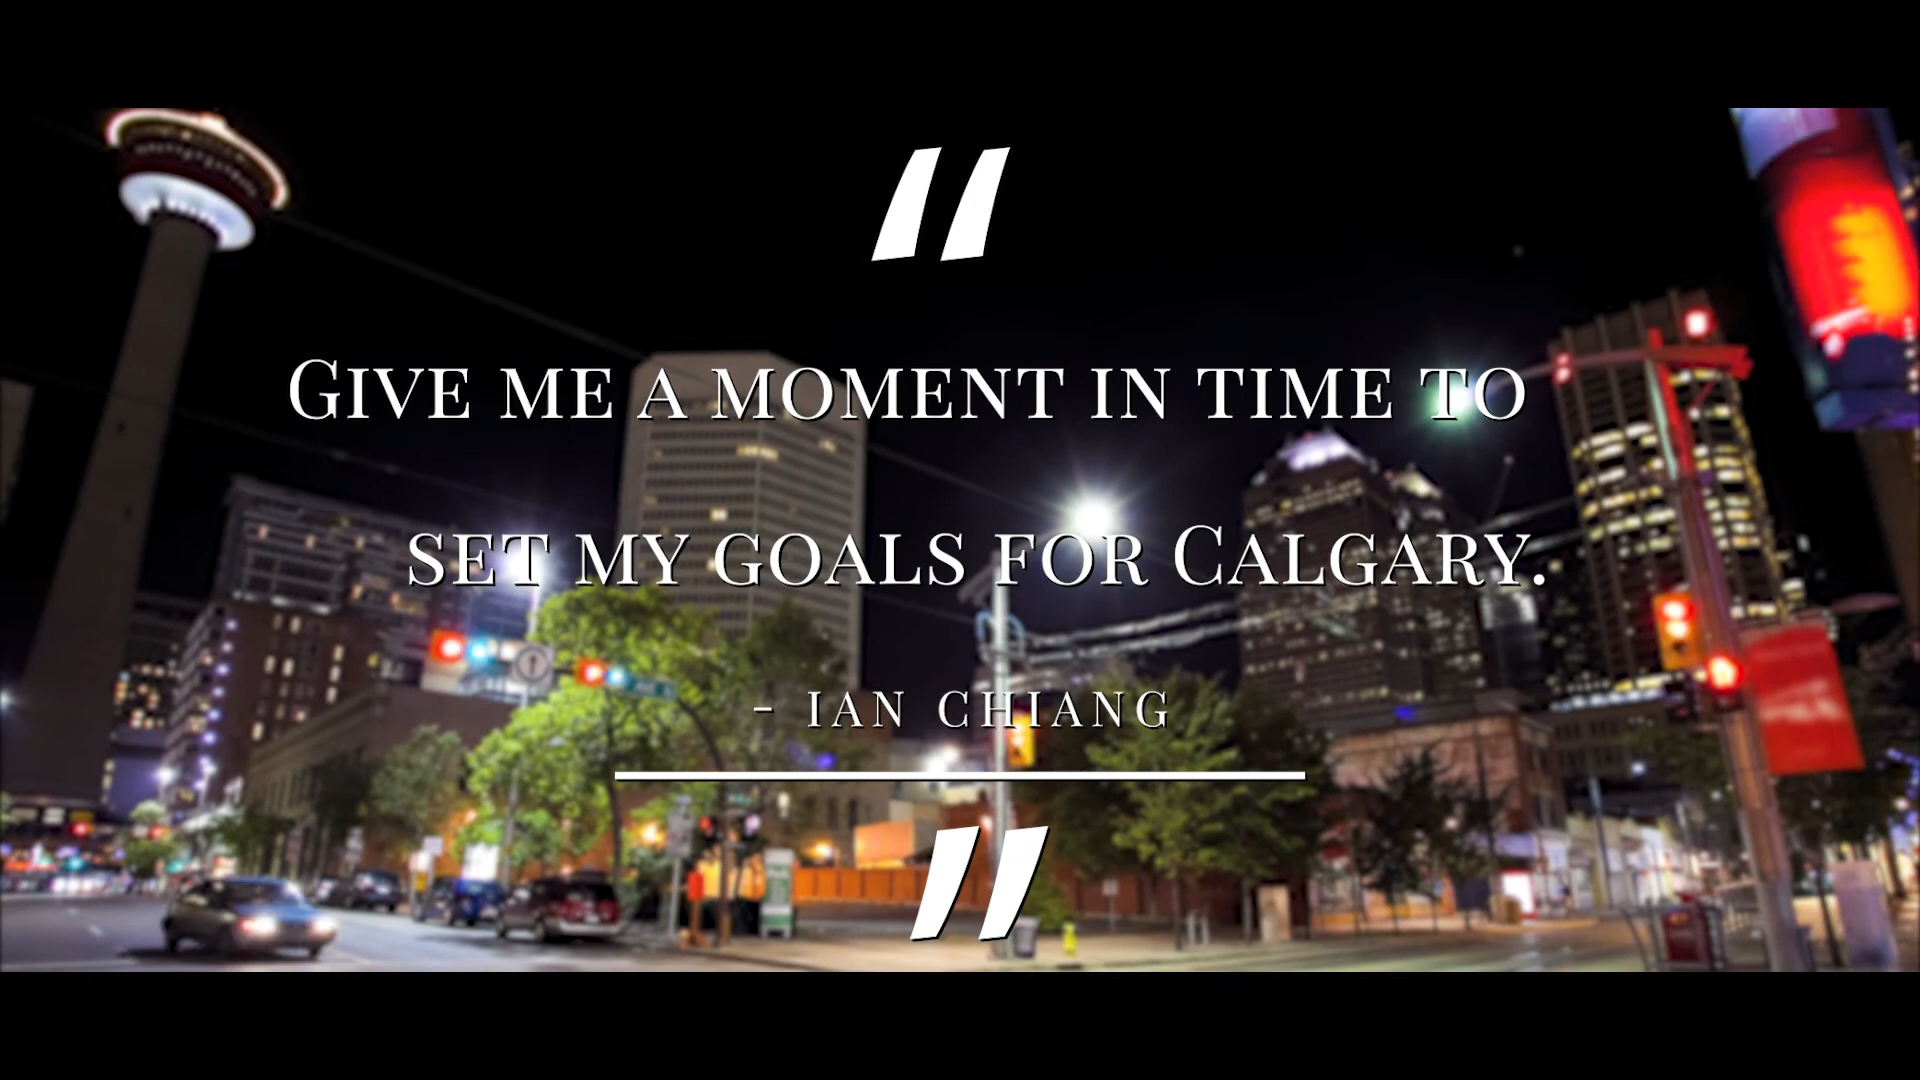 “
Give me a moment in time to
set my goals for Calgary.
- IAN CHIANG
”